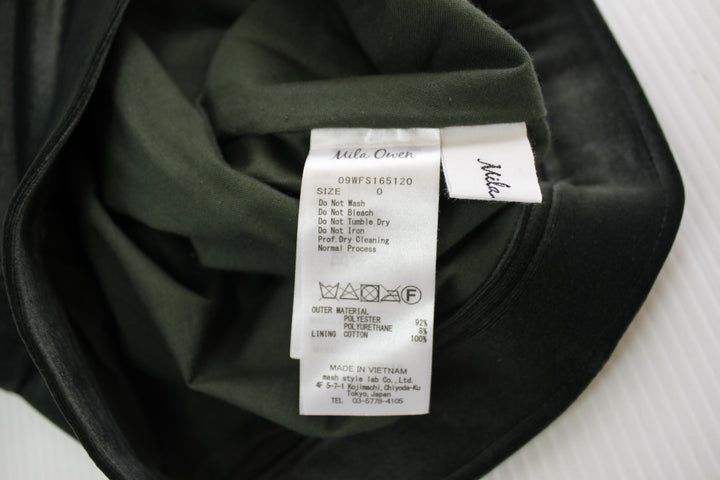 Mila Owen
Mila
09WFS165120
SIZE 0
Do Not Wash
Do Not Bleach
Do Not Tumble Dry
Do Not Iron
Prof.Dry Cleaning
Normal Process
F
OUTER MATERIAL
POLYESTER 92%
POLYURETHANE 8%
LINING COTTON 100%
MADE IN VIETNAM
mash style lab Co.,Ltd.
4F 5-7-1 Kojimachi,Chiyoda-Ku
Tokyo,Japan
TEL 03-5778-4105